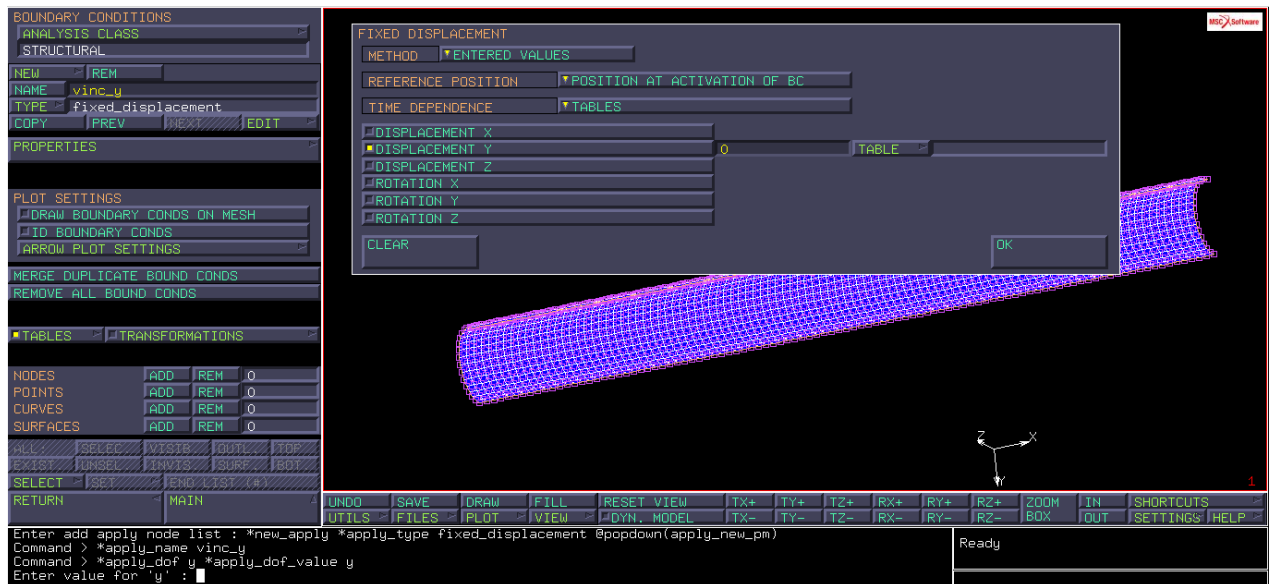 BOUNDARY CONDITIONS
ANALYSIS CLASS
STRUCTURAL
NEW REM
NAME vinc_y
TYPE fixed_displacement
COPY PREV NEXT EDIT
PROPERTIES
PLOT SETTINGS
DRAW BOUNDARY CONDS ON MESH
ID BOUNDARY CONDS
ARROW PLOT SETTINGS
MERGE DUPLICATE BOUND CONDS
REMOVE ALL BOUND CONDS
TABLES TRANSFORMATIONS
NODES ADD REM 0
POINTS ADD REM 0
CURVES ADD REM 0
SURFACES ADD REM 0
ALL: SELEC. VISIB. OUTL. TOP
EXIST. UNSEL. INVIS. SURF. BOT.
SELECT SET END LIST (#)
RETURN MAIN
FIXED DISPLACEMENT
METHOD ENTERED VALUES
REFERENCE POSITION POSITION AT ACTIVATION OF BC
TIME DEPENDENCE TABLES
DISPLACEMENT X
DISPLACEMENT Y 0 TABLE
DISPLACEMENT Z
ROTATION X
ROTATION Y
ROTATION Z
CLEAR OK
MSC Software
Z X
Y
1
UNDO SAVE DRAW FILL RESET VIEW TX+ TY+ TZ+ RX+ RY+ RZ+ ZOOM IN SHORTCUTS
UTILS FILES PLOT VIEW DYN. MODEL TX- TY- TZ- RX- RY- RZ- BOX OUT SETTINGS HELP
Enter add apply node list : *new_apply *apply_type fixed_displacement @popdown(apply_new_pm)
Command > *apply_name vinc_y
Command > *apply_dof y *apply_dof_value y
Enter value for 'y' :
Ready